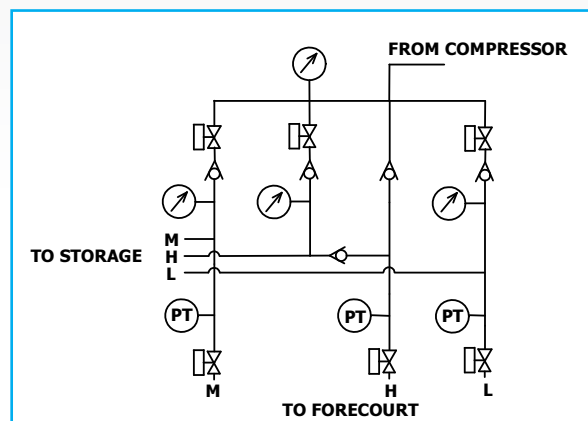 FROM COMPRESSOR
M
TO STORAGE
H
L
PT
PT
PT
M
H
L
TO FORECOURT